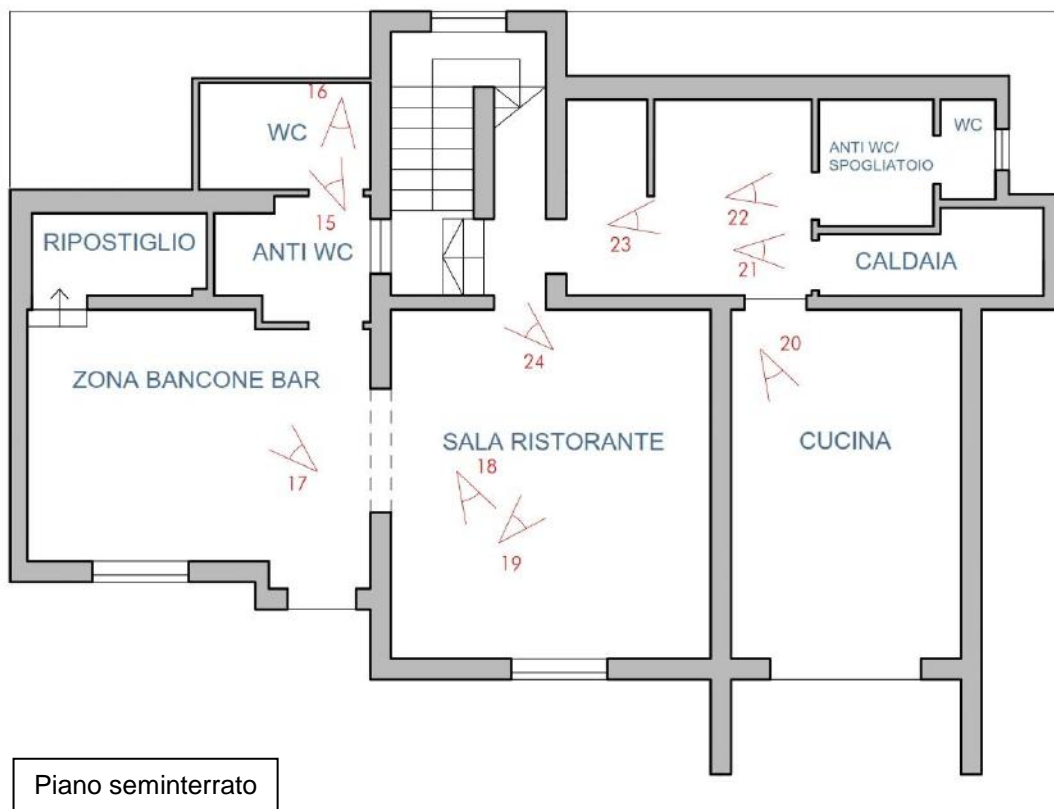 16
WC
WC
ANTI WC/
SPOGLIATOIO
15
22
23
RIPOSTIGLIO
ANTI WC
21
CALDAIA
24
20
ZONA BANCONE BAR
SALA RISTORANTE
CUCINA
17
18
19
Piano seminterrato